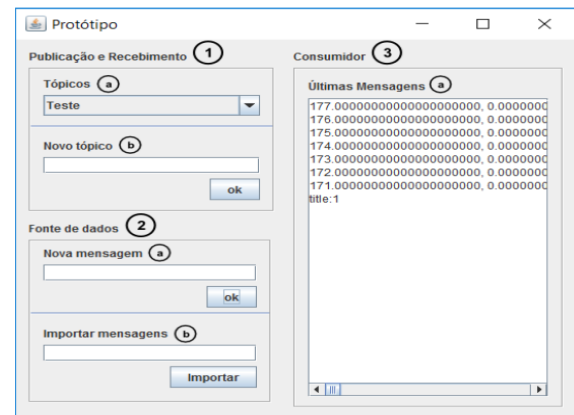 Protótipo
Publicação e Recebimento 1
Tópicos a
Teste
Novo tópico b
ok
Fonte de dados 2
Nova mensagem a
ok
Importar mensagens b
Importar
Consumidor 3
Últimas Mensagens a
177.00000000000000000000, 0.0000000
176.00000000000000000000, 0.0000000
175.00000000000000000000, 0.0000000
174.00000000000000000000, 0.0000000
173.00000000000000000000, 0.0000000
172.00000000000000000000, 0.0000000
171.00000000000000000000, 0.0000000
title:1